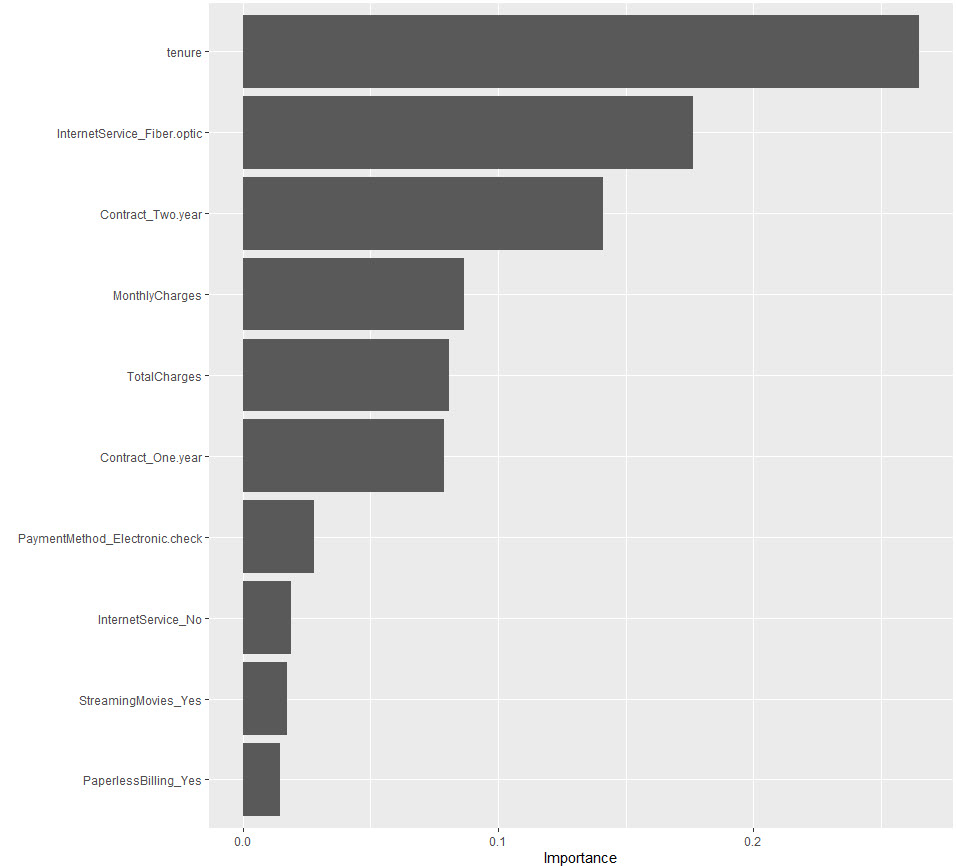 tenure
InternetService_Fiber.optic
Contract_Two.year
MonthlyCharges
TotalCharges
Contract_One.year
PaymentMethod_Electronic.check
InternetService_No
StreamingMovies_Yes
PaperlessBilling_Yes
0.0 0.1 0.2
Importance